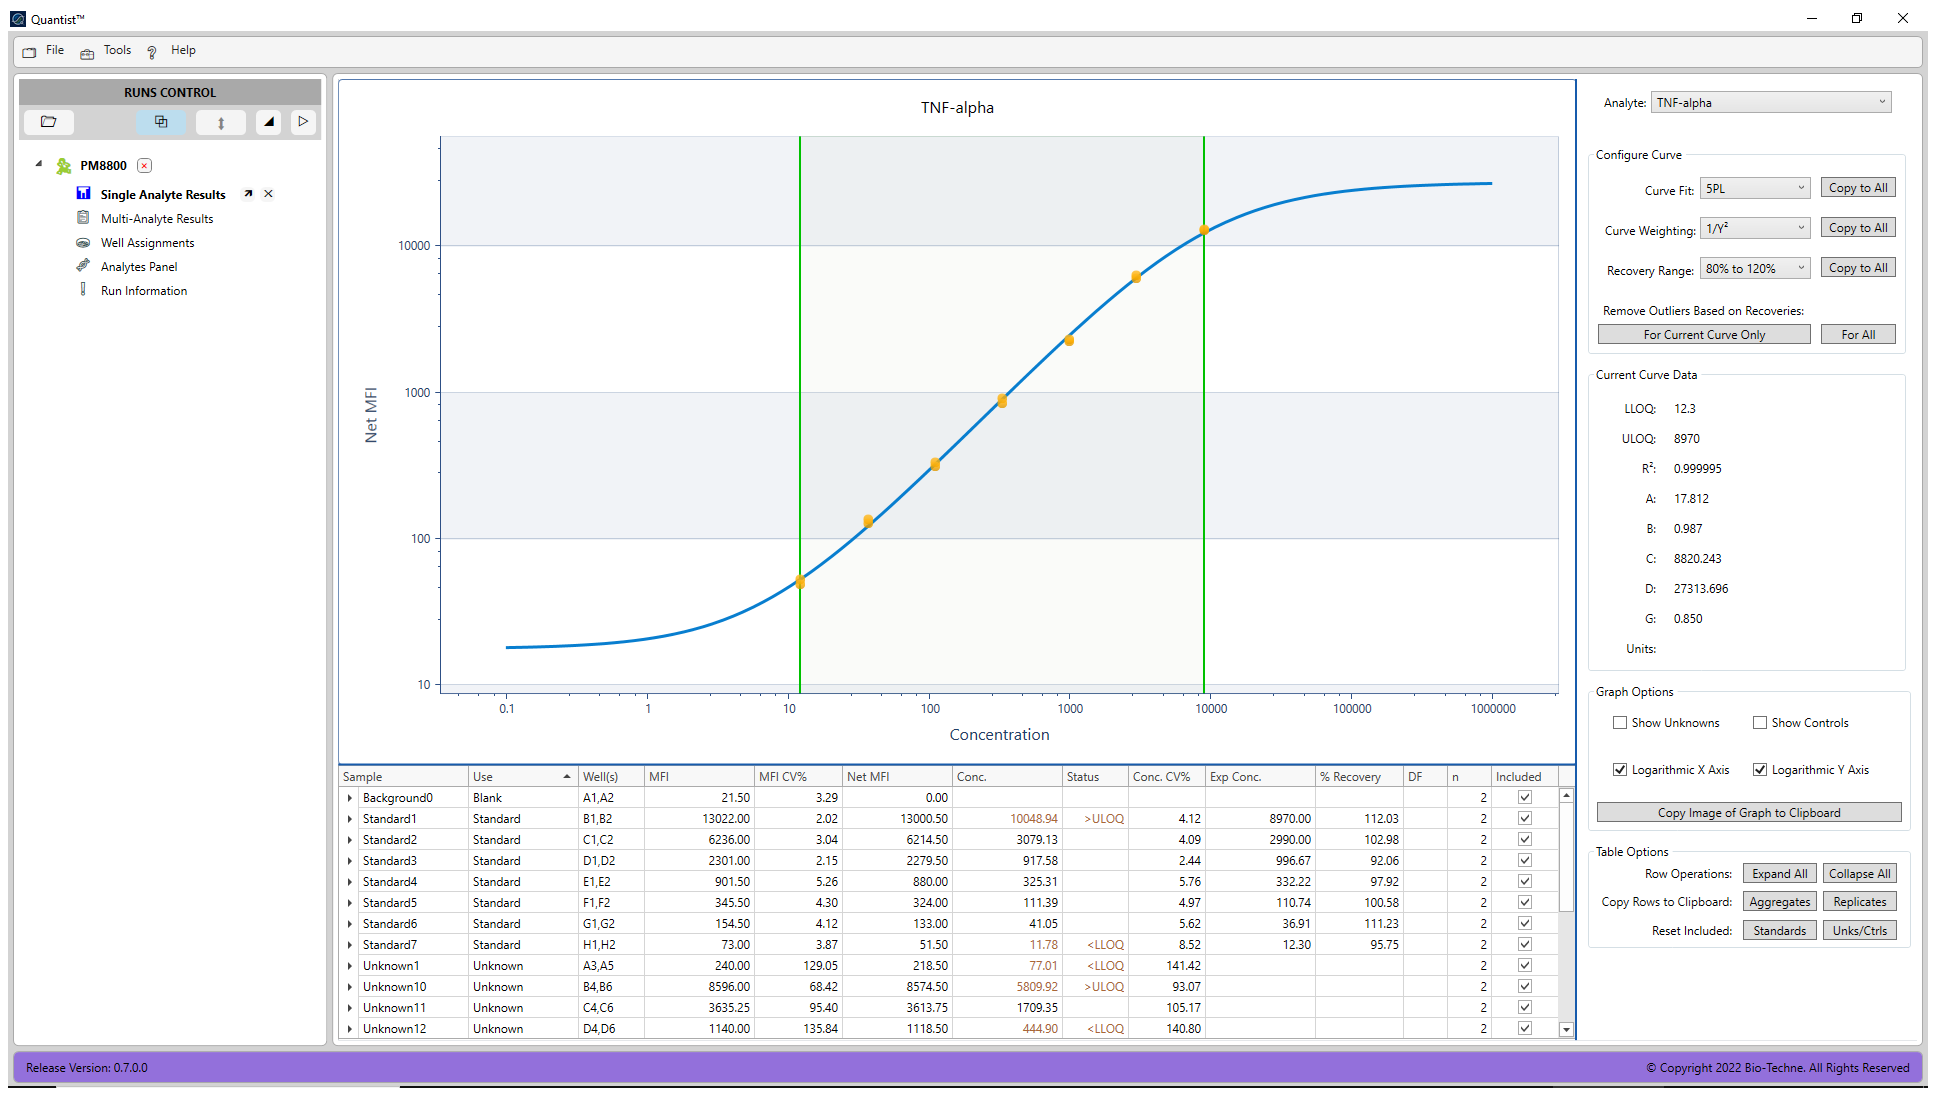 Quantist™
File Tools Help
RUNS CONTROL
PM8800
Single Analyte Results
Multi-Analyte Results
Well Assignments
Analytes Panel
Run Information
TNF-alpha
Net MFI
10000
1000
100
10
0.1 1 10 100 1000 10000 100000 1000000
Concentration
Sample Use Well(s) MFI MFI CV% Net MFI Conc. Status Conc. CV% Exp Conc. % Recovery DF n Included
Background0 Blank A1,A2 21.50 3.29 0.00 2
Standard1 Standard B1,B2 13022.00 2.02 13000.50 10048.94 >ULOQ 4.12 8970.00 112.03 2
Standard2 Standard C1,C2 6236.00 3.04 6214.50 3079.13 4.09 2990.00 102.98 2
Standard3 Standard D1,D2 2301.00 2.15 2279.50 917.58 2.44 996.67 92.06 2
Standard4 Standard E1,E2 901.50 5.26 880.00 325.31 5.76 332.22 97.92 2
Standard5 Standard F1,F2 345.50 4.30 324.00 111.39 4.97 110.74 100.58 2
Standard6 Standard G1,G2 154.50 4.12 133.00 41.05 5.62 36.91 111.23 2
Standard7 Standard H1,H2 73.00 3.87 51.50 11.78 <LLOQ 8.52 12.30 95.75 2
Unknown1 Unknown A3,A5 240.00 129.05 218.50 77.01 <LLOQ 141.42 2
Unknown10 Unknown B4,B6 8596.00 68.42 8574.50 5809.92 >ULOQ 93.07 2
Unknown11 Unknown C4,C6 3635.25 95.40 3613.75 1709.35 105.17 2
Unknown12 Unknown D4,D6 1140.00 135.84 1118.50 444.90 <LLOQ 140.80 2
Analyte: TNF-alpha
Configure Curve
Curve Fit: 5PL Copy to All
Curve Weighting: 1/Y² Copy to All
Recovery Range: 80% to 120% Copy to All
Remove Outliers Based on Recoveries:
For Current Curve Only For All
Current Curve Data
LLOQ: 12.3
ULOQ: 8970
R²: 0.999995
A: 17.812
B: 0.987
C: 8820.243
D: 27313.696
G: 0.850
Units:
Graph Options
Show Unknowns Show Controls
Logarithmic X Axis Logarithmic Y Axis
Copy Image of Graph to Clipboard
Table Options
Row Operations: Expand All Collapse All
Copy Rows to Clipboard: Aggregates Replicates
Reset Included: Standards Unks/Ctrls
Release Version: 0.7.0.0
© Copyright 2022 Bio-Techne. All Rights Reserved